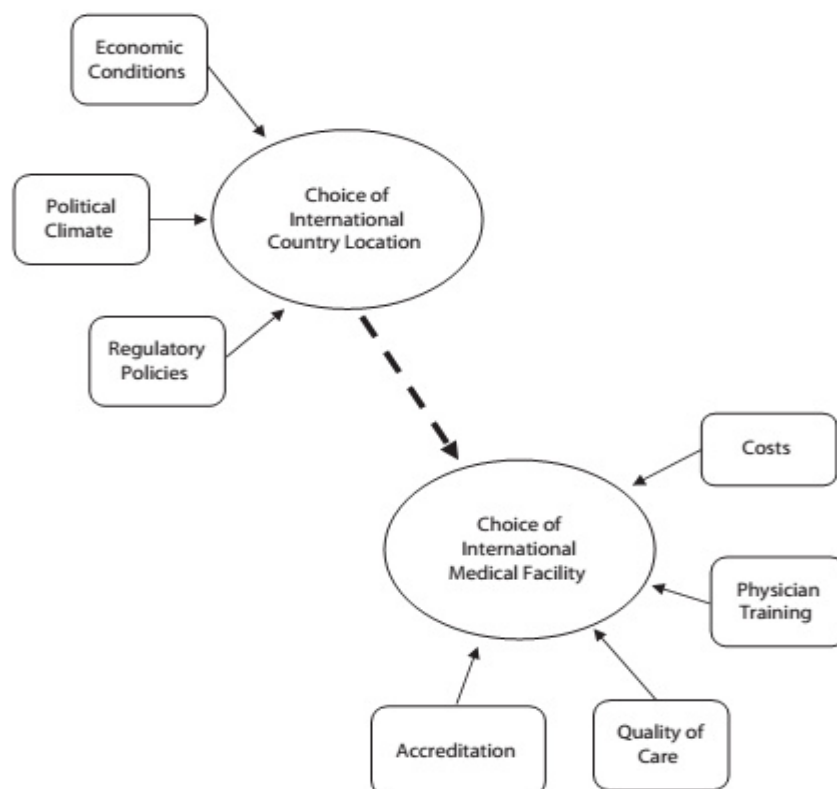 Economic
Conditions
Political
Climate
Choice of
International
Country Location
Regulatory
Policies
Costs
Choice of
International
Medical Facility
Physician
Training
Accreditation
Quality of
Care